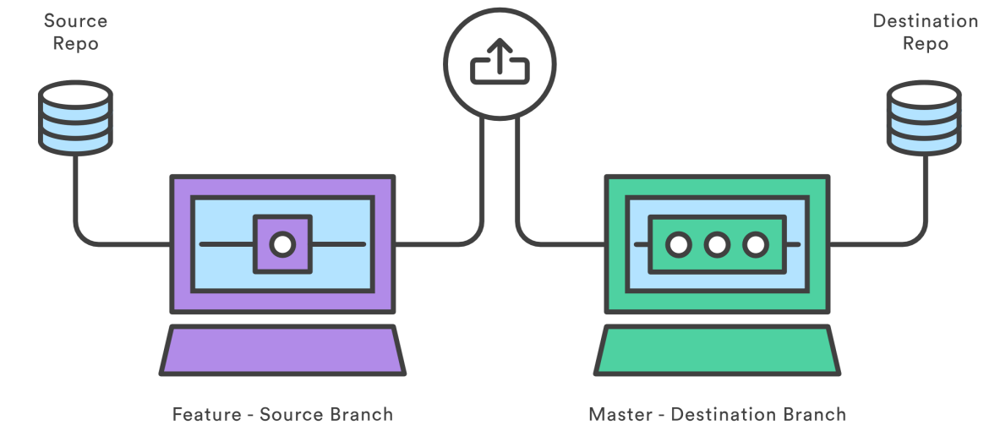 Source
Repo
Destination
Repo
Feature - Source Branch
Master - Destination Branch